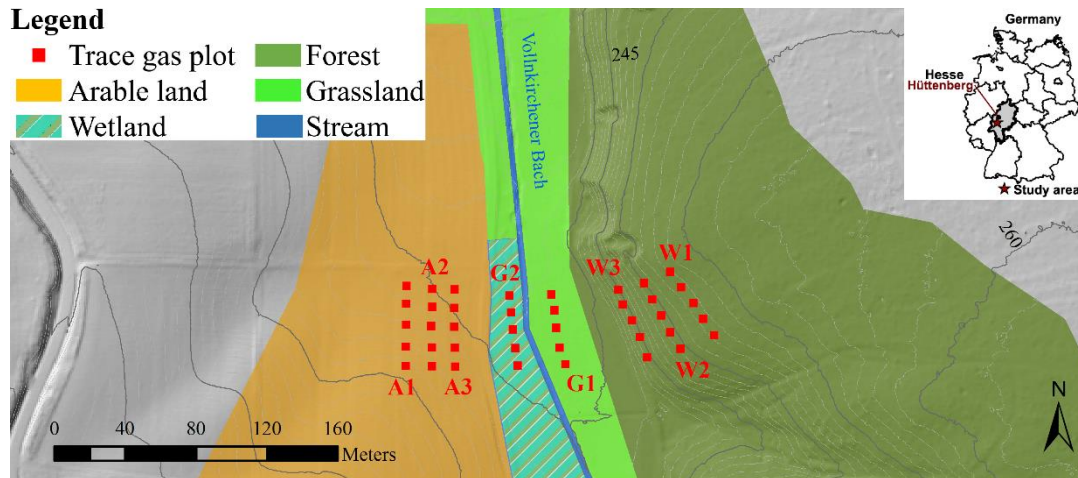 Legend
Trace gas plot
Forest
Arable land
Grassland
Wetland
Stream
Vollnkirchener Bach
245
260
Germany
Hesse
Hüttenberg
Study area
A2
G2
W3
W1
A1
A3
G1
W2
0 40 80 120 160
Meters
N